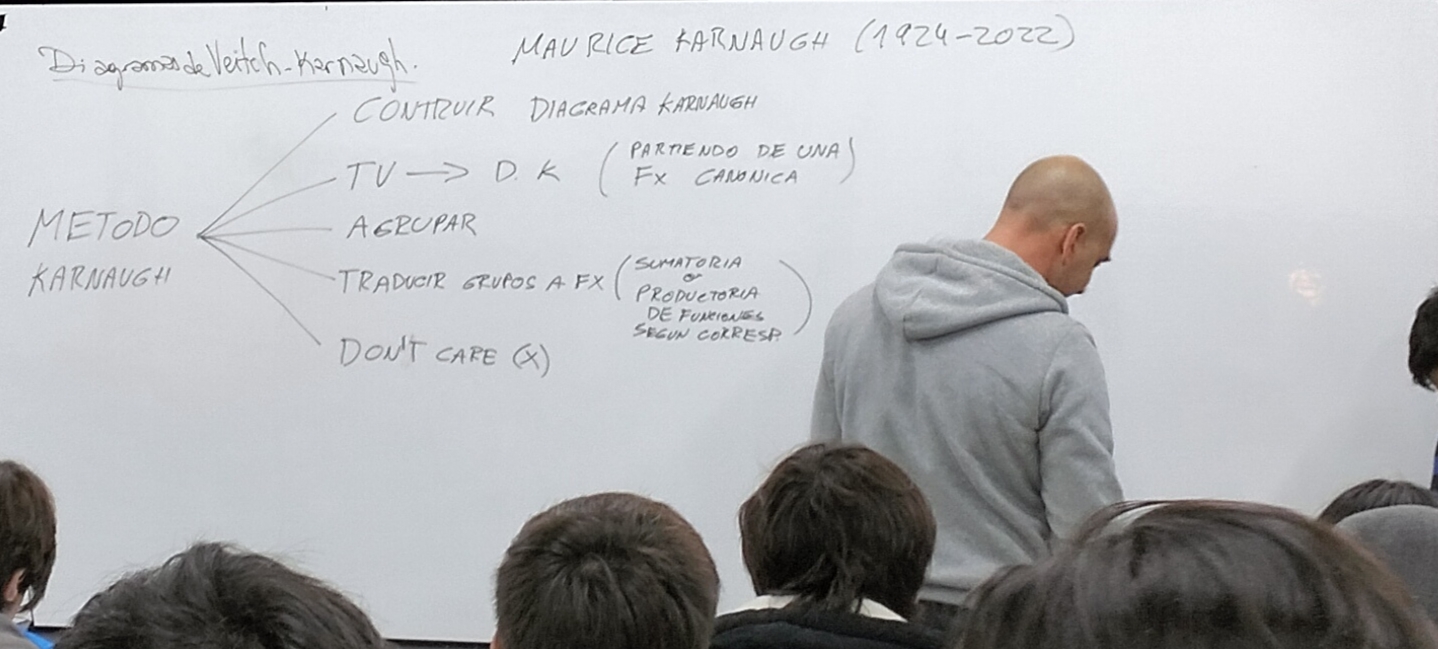 Diagramas de Veitch-Karnaugh.
MAURICE KARNAUGH (1924-2022)
METODO
KARNAUGH
CONTRUIR DIAGRAMA KARNAUGH
TV → D. K (PARTIENDO DE UNA
FX CANONICA)
AGRUPAR
TRADUCIR GRUPOS A FX (SUMATORIA
o
PRODUCTORIA
DE FUNCIONES
SEGUN CORRESP.)
DON'T CARE (X)